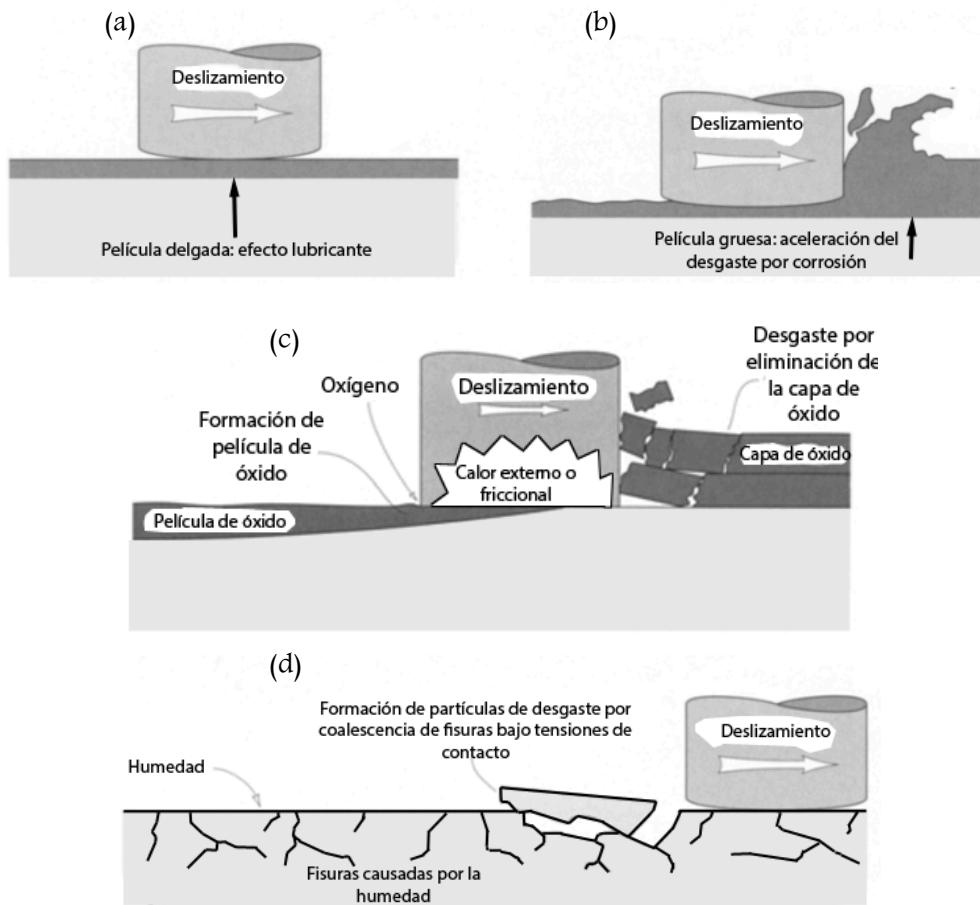 (a)
Deslizamiento
Película delgada: efecto lubricante
(b)
Deslizamiento
Película gruesa: aceleración del
desgaste por corrosión
(c)
Oxígeno
Formación de
película de
óxido
Deslizamiento
Calor externo o
friccional
Película de óxido
Desgaste por
eliminación de
la capa de
óxido
Capa de óxido
(d)
Formación de partículas de desgaste por
coalescencia de fisuras bajo tensiones de
contacto
Deslizamiento
Humedad
Fisuras causadas por la
humedad